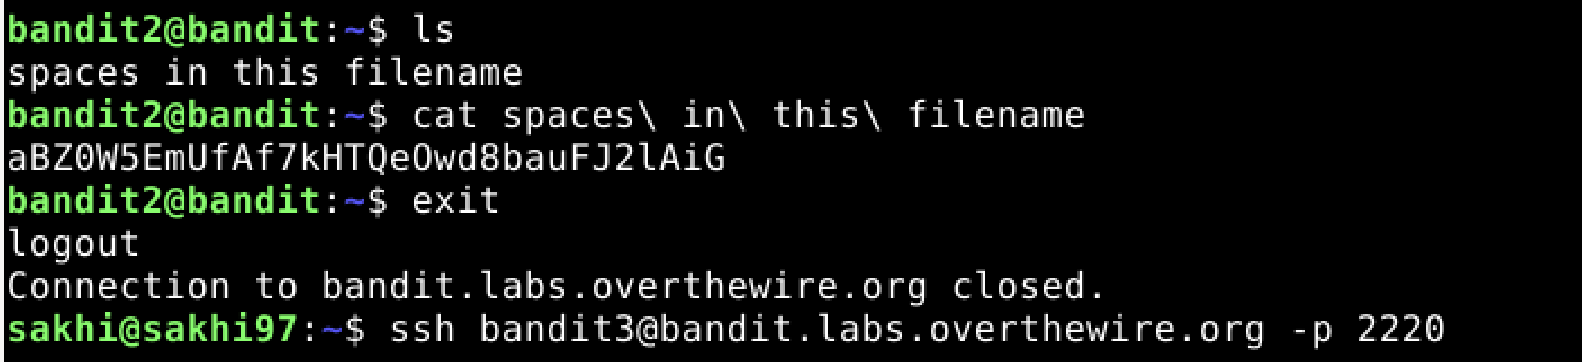 bandit2@bandit:~$ ls
spaces in this filename
bandit2@bandit:~$ cat spaces\ in\ this\ filename
aBZ0W5EmUfAf7kHTQeOwd8bauFJ2lAiG
bandit2@bandit:~$ exit
logout
Connection to bandit.labs.overthewire.org closed.
sakhi@sakhi97:~$ ssh bandit3@bandit.labs.overthewire.org -p 2220